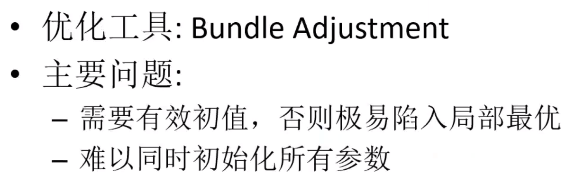 • 优化工具: Bundle Adjustment
• 主要问题:
– 需要有效初值，否则极易陷入局部最优
– 难以同时初始化所有参数